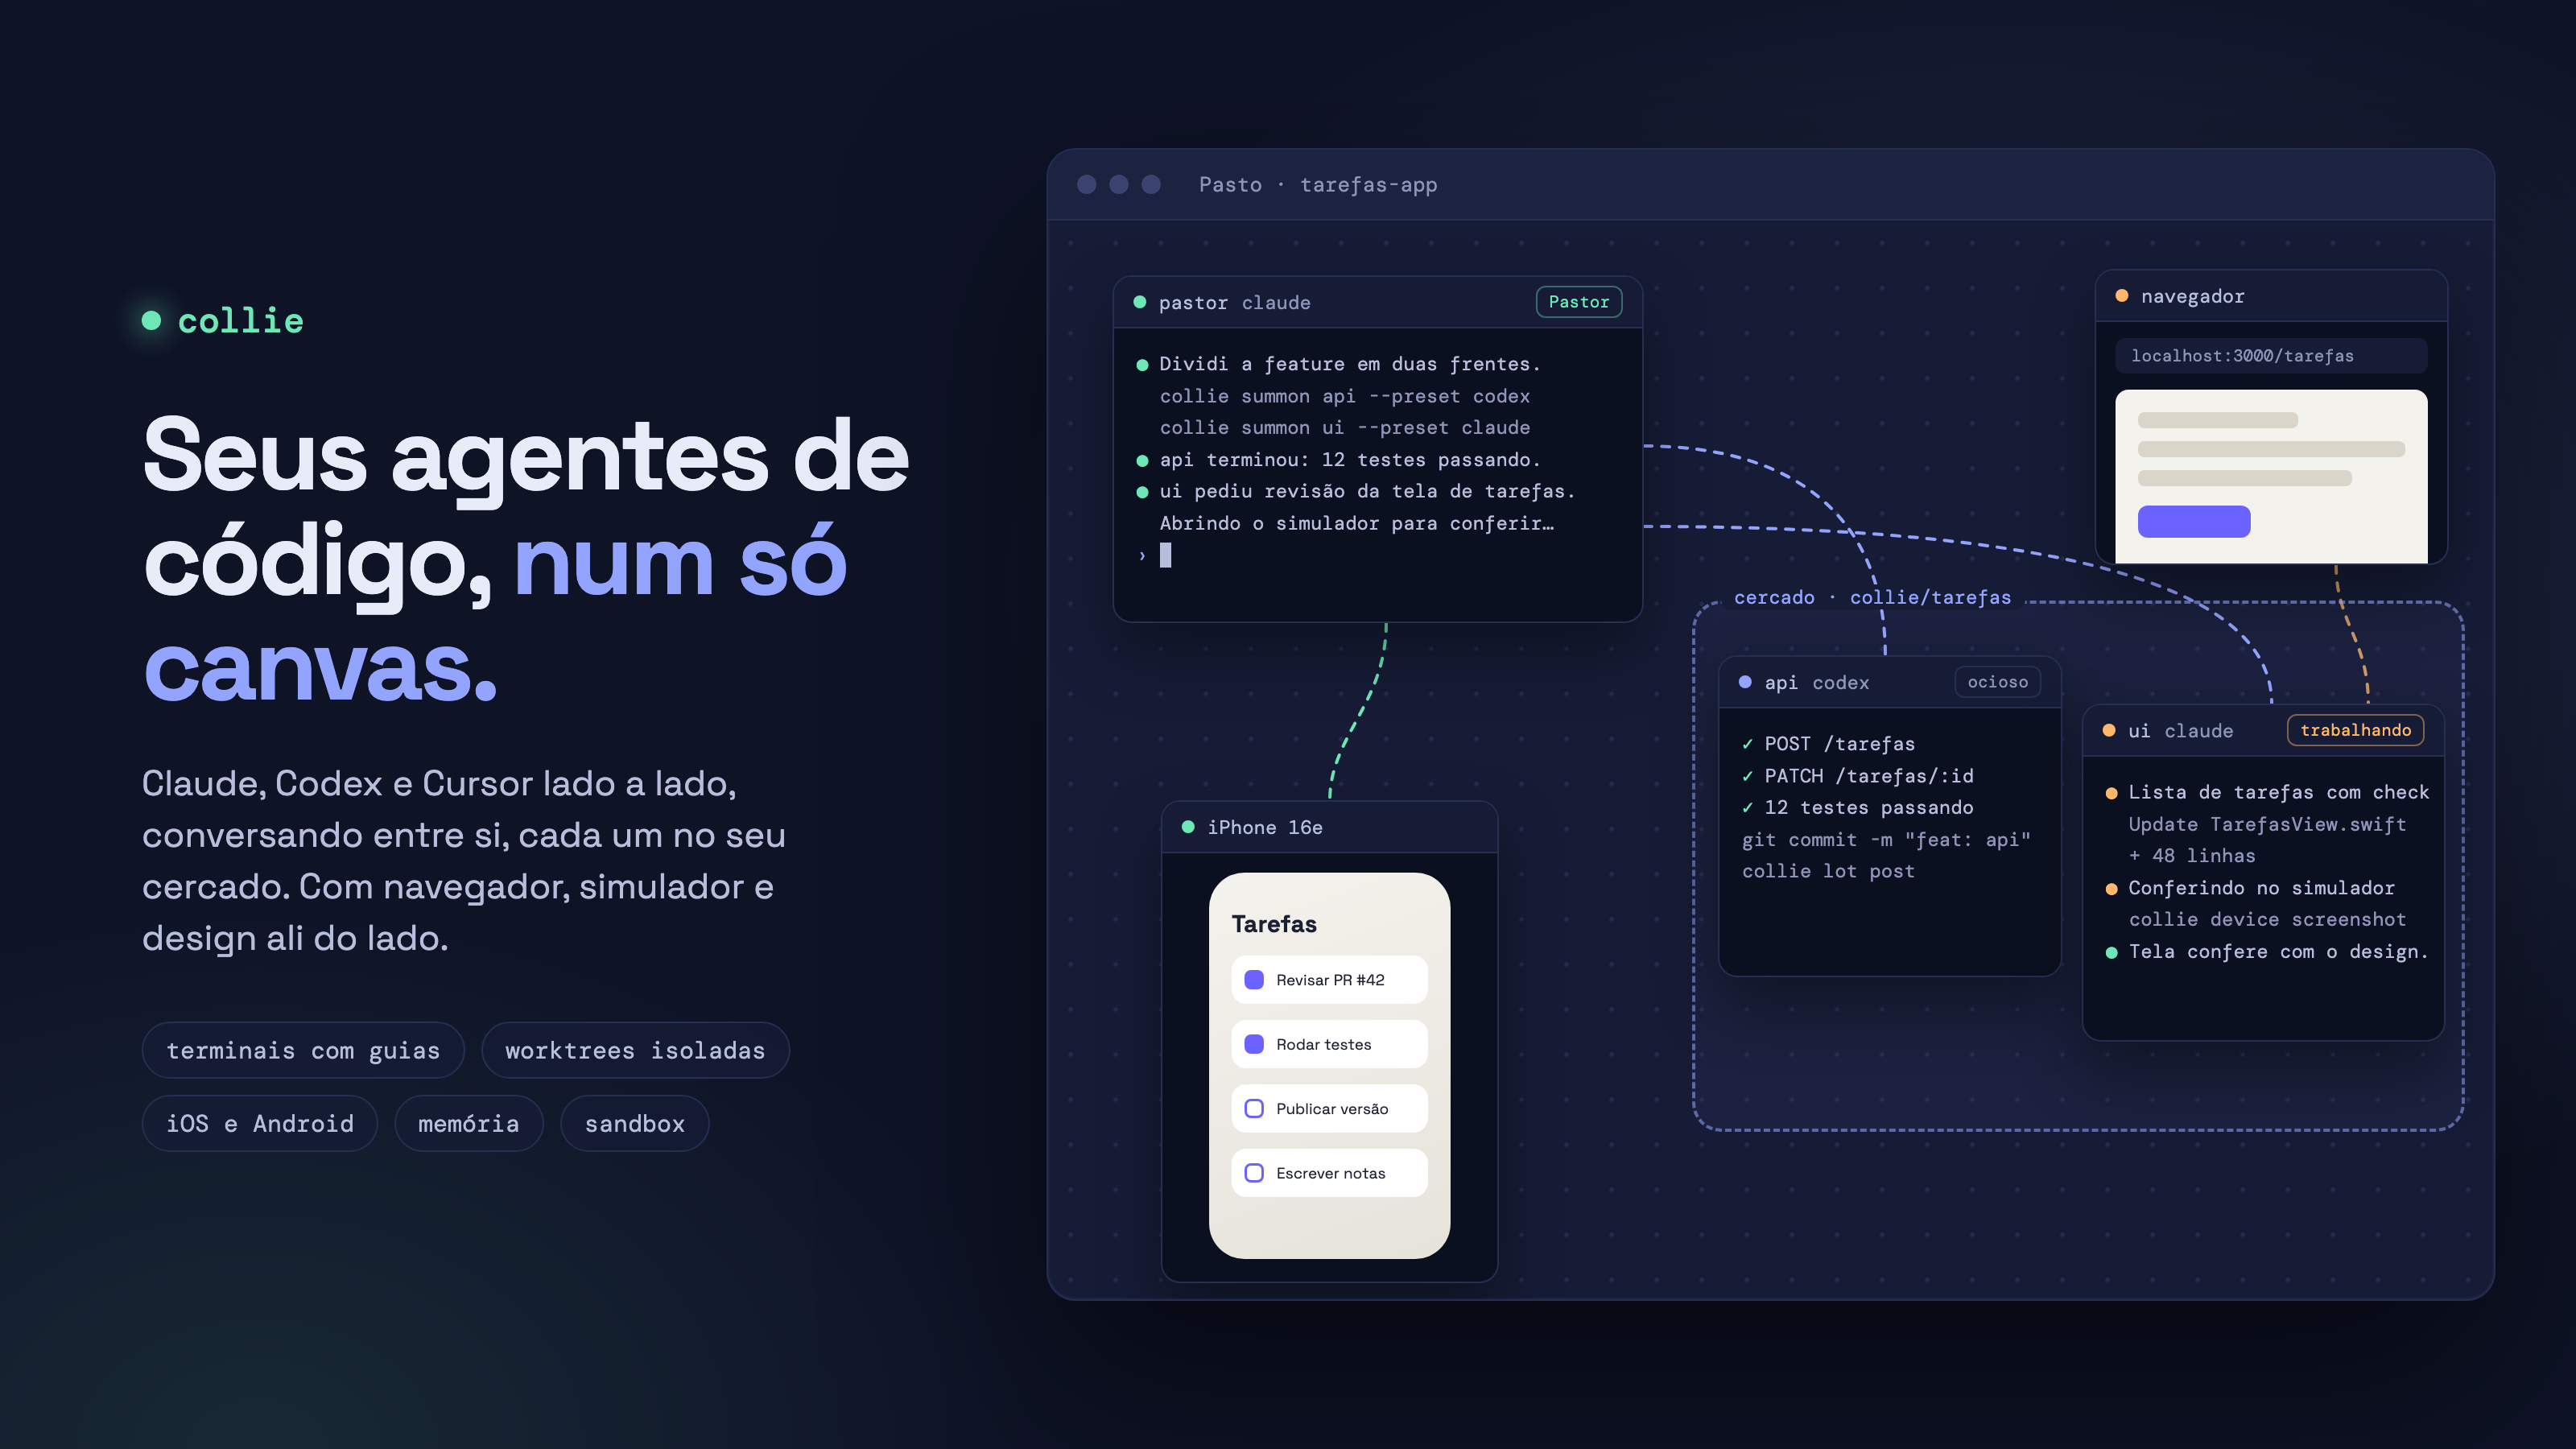 collie
Seus agentes de
código, num só
canvas.
Claude, Codex e Cursor lado a lado,
conversando entre si, cada um no seu
cercado. Com navegador, simulador e
design ali do lado.
terminais com guias
worktrees isoladas
iOS e Android
memória
sandbox
Pasto · tarefas-app
pastor claude
Pastor
Dividi a feature em duas frentes.
collie summon api --preset codex
collie summon ui --preset claude
api terminou: 12 testes passando.
ui pediu revisão da tela de tarefas.
Abrindo o simulador para conferir…
›
navegador
localhost:3000/tarefas
cercado · collie/tarefas
api codex
ocioso
✓ POST /tarefas
✓ PATCH /tarefas/:id
✓ 12 testes passando
git commit -m "feat: api"
collie lot post
ui claude
trabalhando
Lista de tarefas com check
Update TarefasView.swift
+ 48 linhas
Conferindo no simulador
collie device screenshot
Tela confere com o design.
iPhone 16e
Tarefas
Revisar PR #42
Rodar testes
Publicar versão
Escrever notas